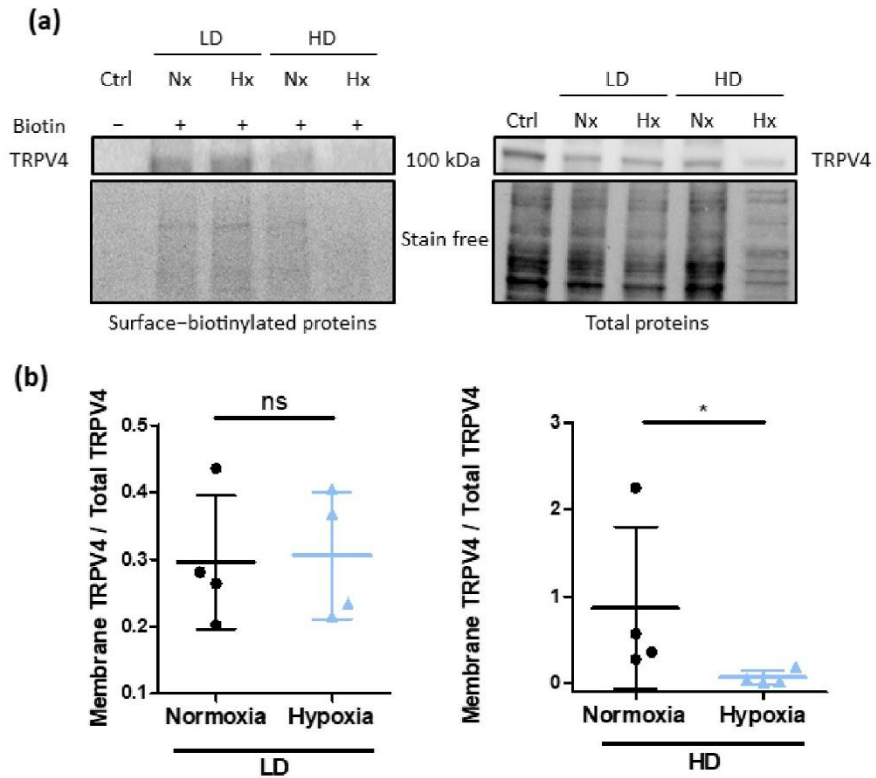 (a)
LD HD
Ctrl Nx Hx Nx Hx
Biotin – + + + +
TRPV4
100 kDa
Stain free
Surface–biotinylated proteins
LD HD
Ctrl Nx Hx Nx Hx
TRPV4
Total proteins
(b)
Membrane TRPV4 / Total TRPV4
0.5
0.4
0.3
0.2
0.1
ns
Normoxia Hypoxia
LD
Membrane TRPV4 / Total TRPV4
3
2
1
0
*
Normoxia Hypoxia
HD